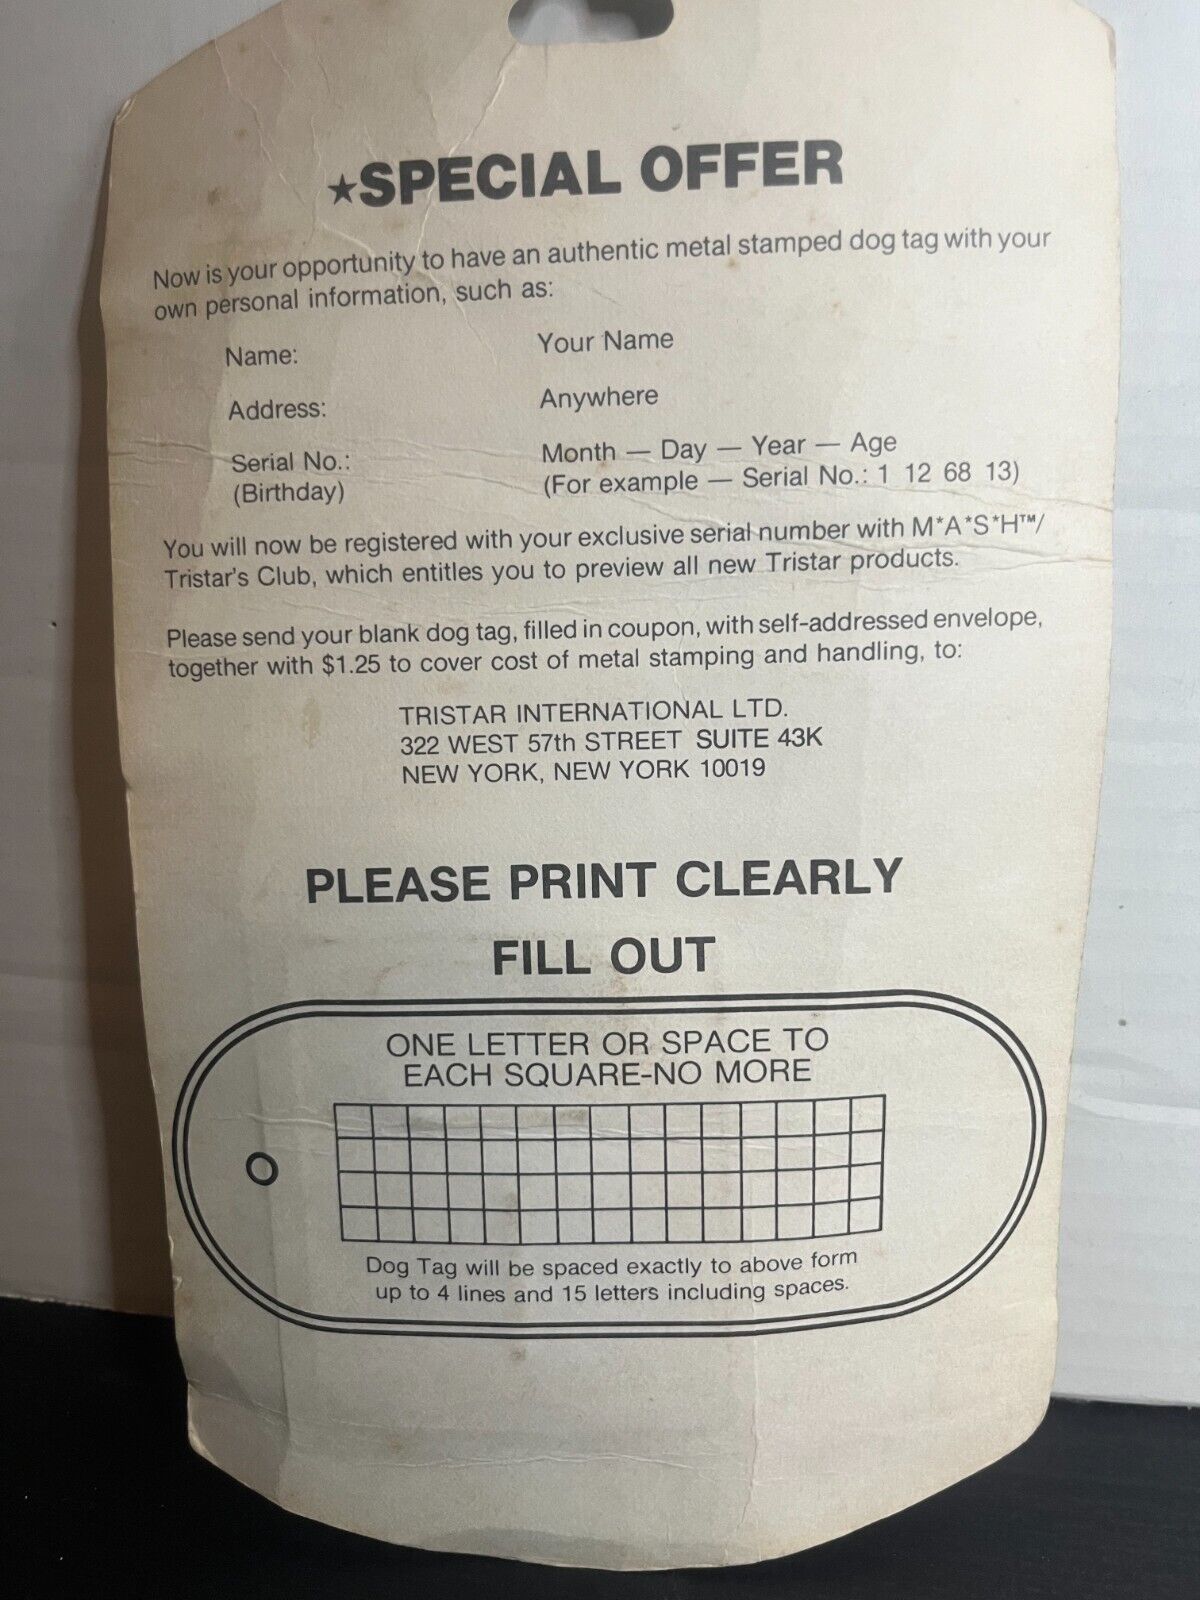 ★SPECIAL OFFER
Now is your opportunity to have an authentic metal stamped dog tag with your
own personal information, such as:
Name: Your Name
Address: Anywhere
Serial No.: Month — Day — Year — Age
(Birthday) (For example — Serial No.: 1 12 68 13)
You will now be registered with your exclusive serial number with M*A*S*H™/
Tristar's Club, which entitles you to preview all new Tristar products.
Please send your blank dog tag, filled in coupon, with self-addressed envelope,
together with $1.25 to cover cost of metal stamping and handling, to:
TRISTAR INTERNATIONAL LTD.
322 WEST 57th STREET SUITE 43K
NEW YORK, NEW YORK 10019
PLEASE PRINT CLEARLY
FILL OUT
ONE LETTER OR SPACE TO
EACH SQUARE-NO MORE
Dog Tag will be spaced exactly to above form
up to 4 lines and 15 letters including spaces.